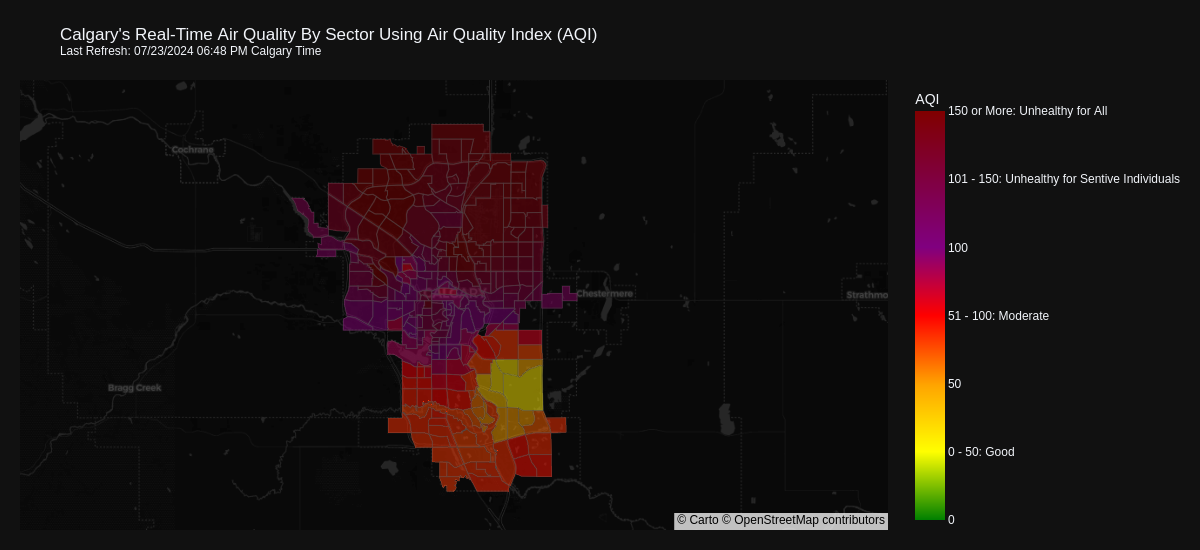 Calgary's Real-Time Air Quality By Sector Using Air Quality Index (AQI)
Last Refresh: 07/23/2024 06:48 PM Calgary Time
AQI
150 or More: Unhealthy for All
Cochrane
101 - 150: Unhealthy for Sentive Individuals
100
CALGARY
Chestermere
Strathmo
51 - 100: Moderate
Bragg Creek
50
0 - 50: Good
© Carto © OpenStreetMap contributors
0